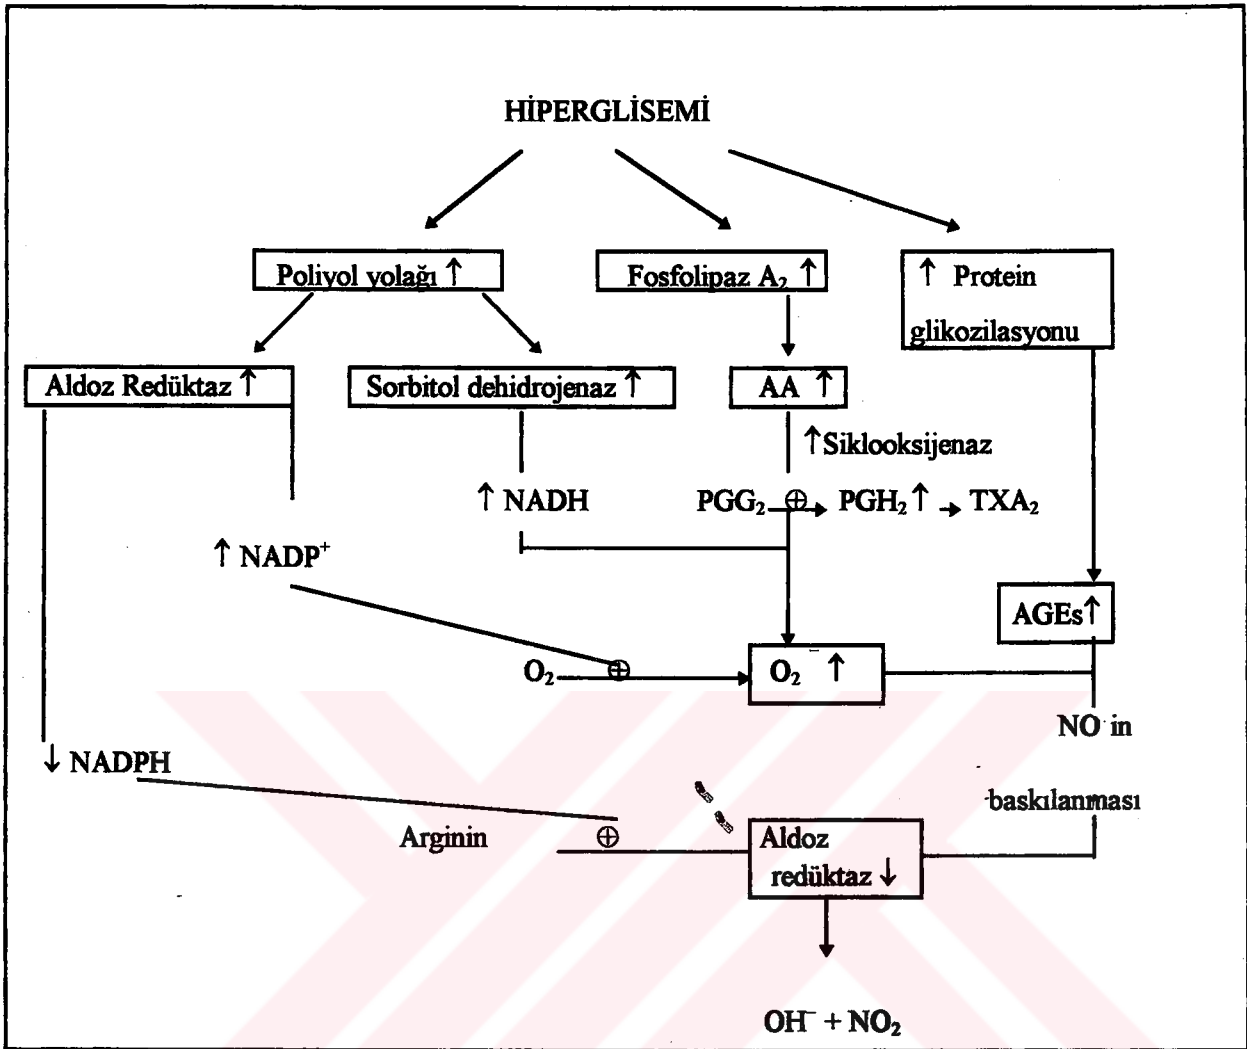 HİPERGLİSEMİ
Poliyol yolağı ↑
Fosfolipaz A₂ ↑
↑ Protein
glikozilasyonu
Aldoz Redüktaz ↑
Sorbitol dehidrojenaz ↑
AA ↑
↑Siklooksijenaz
↑ NADH
PGG₂ ⊕ PGH₂ ↑ → TXA₂
↑ NADP⁺
AGEs↑
O₂ ⊕ O₂⁻ ↑
NO in
↓ NADPH
baskılanması
Arginin ⊕
Aldoz
redüktaz ↓
OH⁻ + NO₂